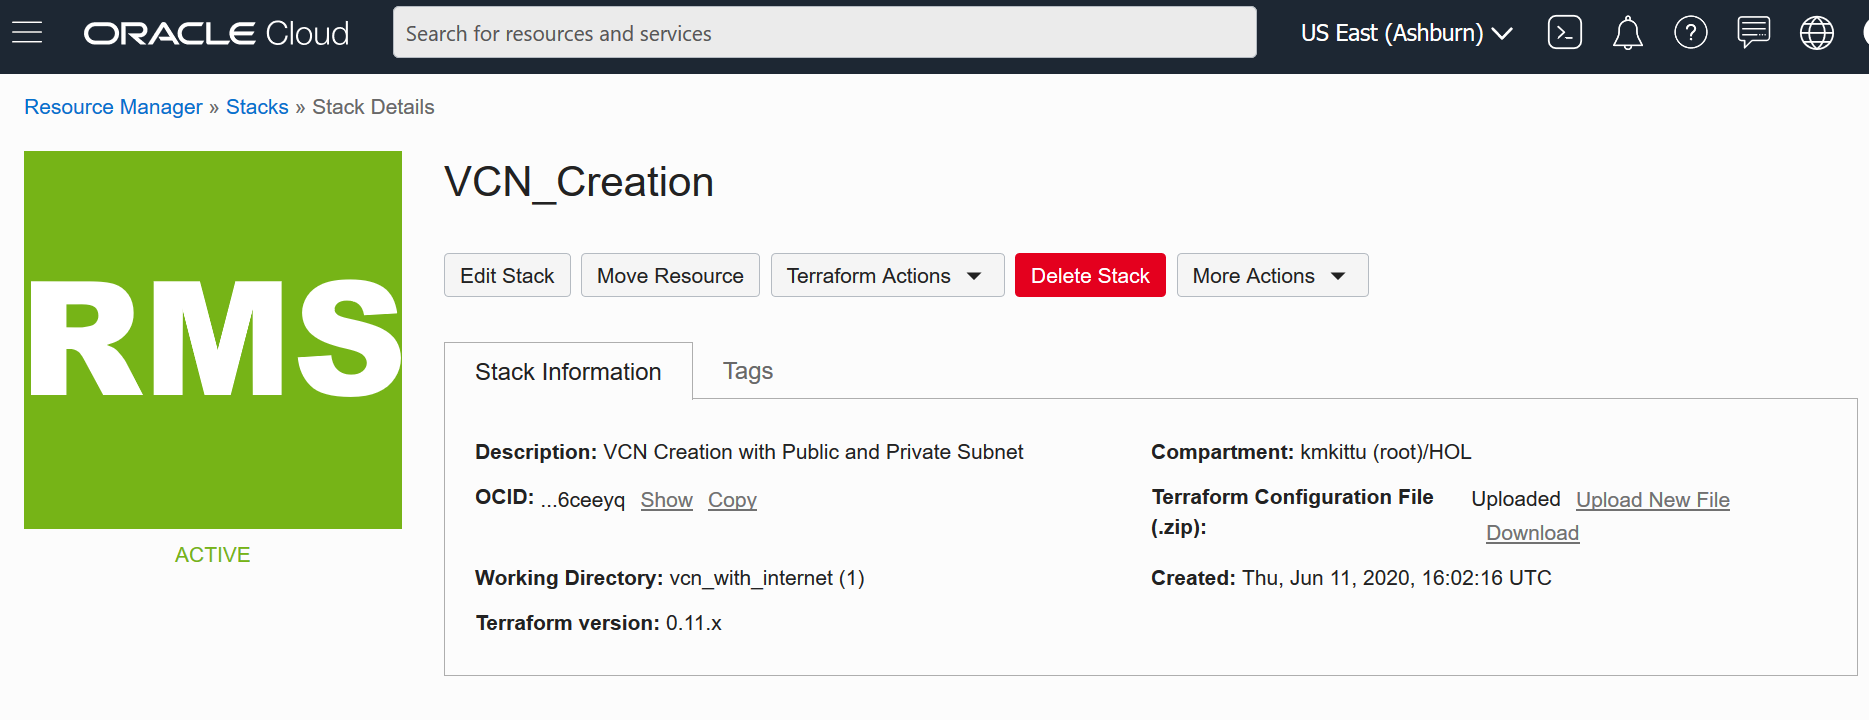 ORACLE Cloud
Search for resources and services
US East (Ashburn)
Resource Manager » Stacks » Stack Details
RMS
ACTIVE
VCN_Creation
Edit Stack
Move Resource
Terraform Actions
Delete Stack
More Actions
Stack Information
Tags
Description: VCN Creation with Public and Private Subnet
OCID: ...6ceeyq Show Copy
Working Directory: vcn_with_internet (1)
Terraform version: 0.11.x
Compartment: kmkittu (root)/HOL
Terraform Configuration File Uploaded Upload New File
(.zip): Download
Created: Thu, Jun 11, 2020, 16:02:16 UTC